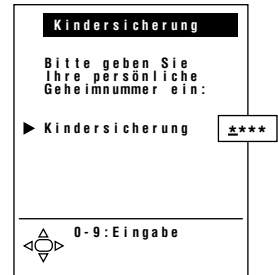 Kindersicherung
Bitte geben Sie
Ihre persönliche
Geheimnummer ein:
Kindersicherung ****
0-9:Eingabe